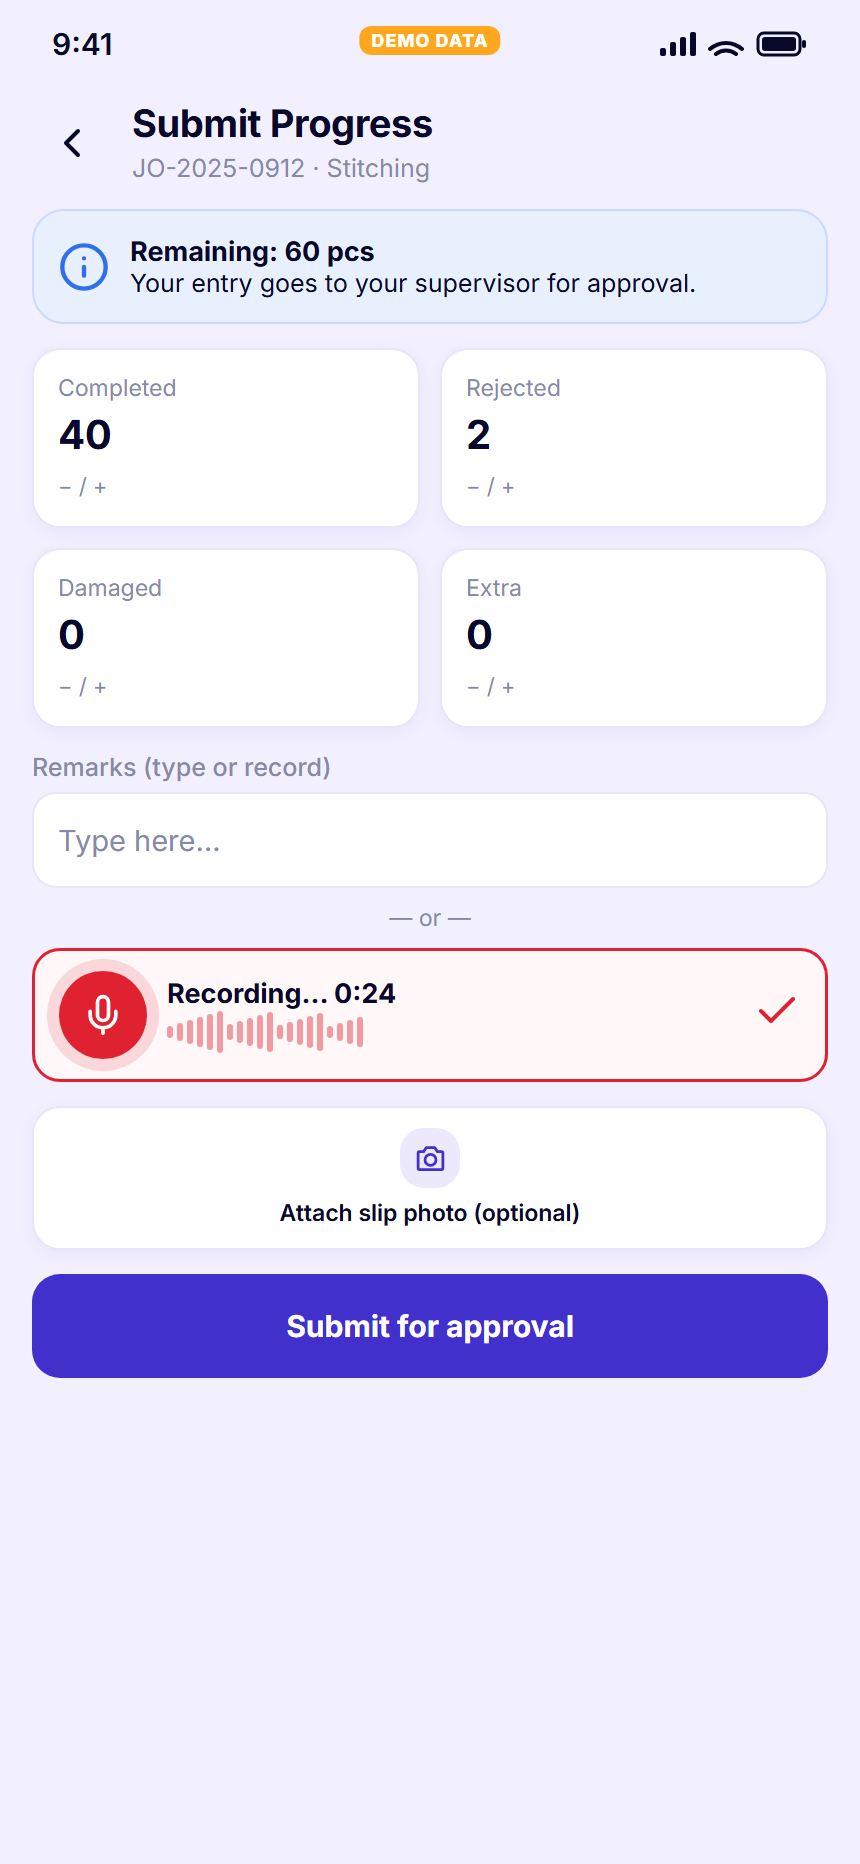 9:41
DEMO DATA
Submit Progress
JO-2025-0912 · Stitching
Remaining: 60 pcs
Your entry goes to your supervisor for approval.
Completed
40
− / +
Rejected
2
− / +
Damaged
0
− / +
Extra
0
− / +
Remarks (type or record)
Type here...
— or —
Recording... 0:24
Attach slip photo (optional)
Submit for approval